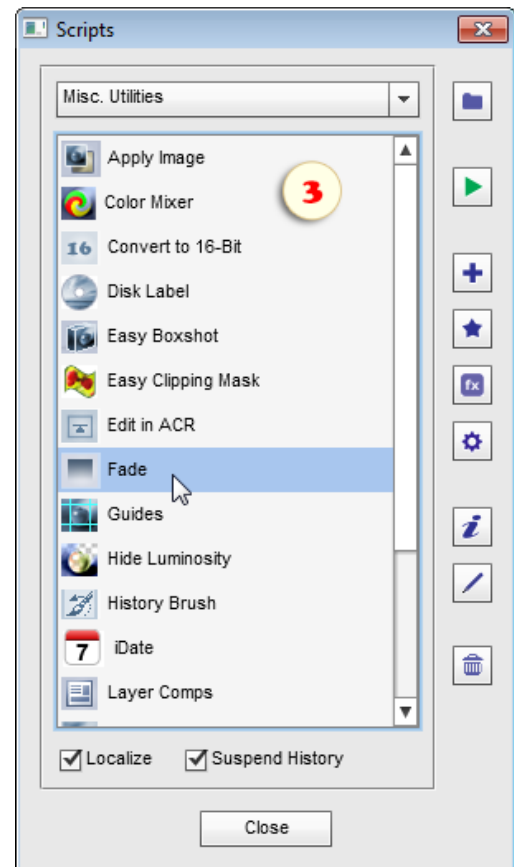 Scripts
Misc. Utilities
Apply Image
3
Color Mixer
16 Convert to 16-Bit
Disk Label
Easy Boxshot
Easy Clipping Mask
Edit in ACR
Fade
Guides
Hide Luminosity
History Brush
7 iDate
Layer Comps
Localize Suspend History
Close
fx
i